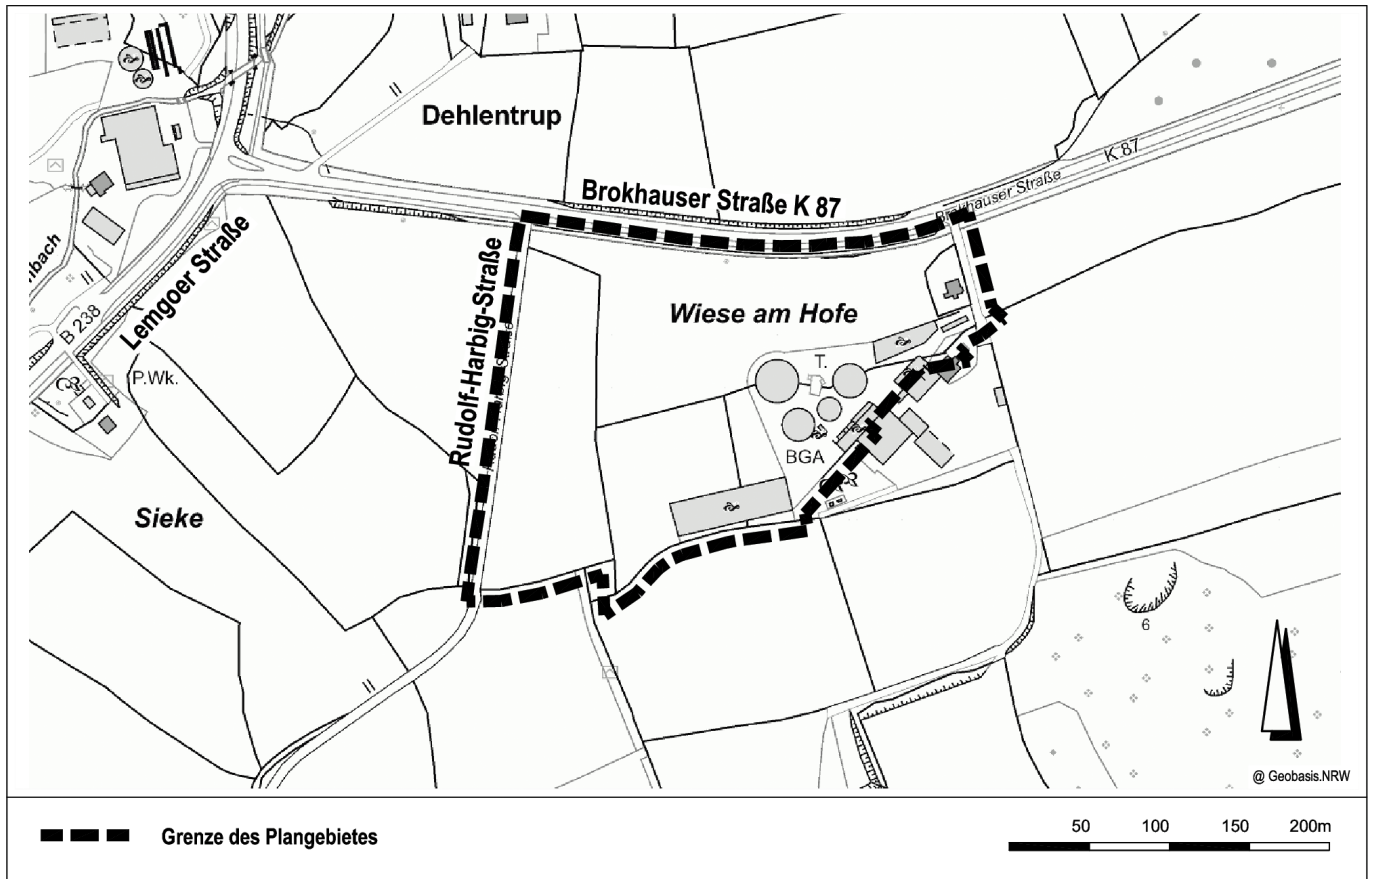 Dehlentrup
K 87
Brokhauser Straße
Brokhauser Straße K 87
Lemgoer Straße
B 238
Rudolf-Harbig-Straße
Wiese am Hofe
T.
P.Wk.
BGA
Sieke
6
@ Geobasis.NRW
Grenze des Plangebietes
50 100 150 200m